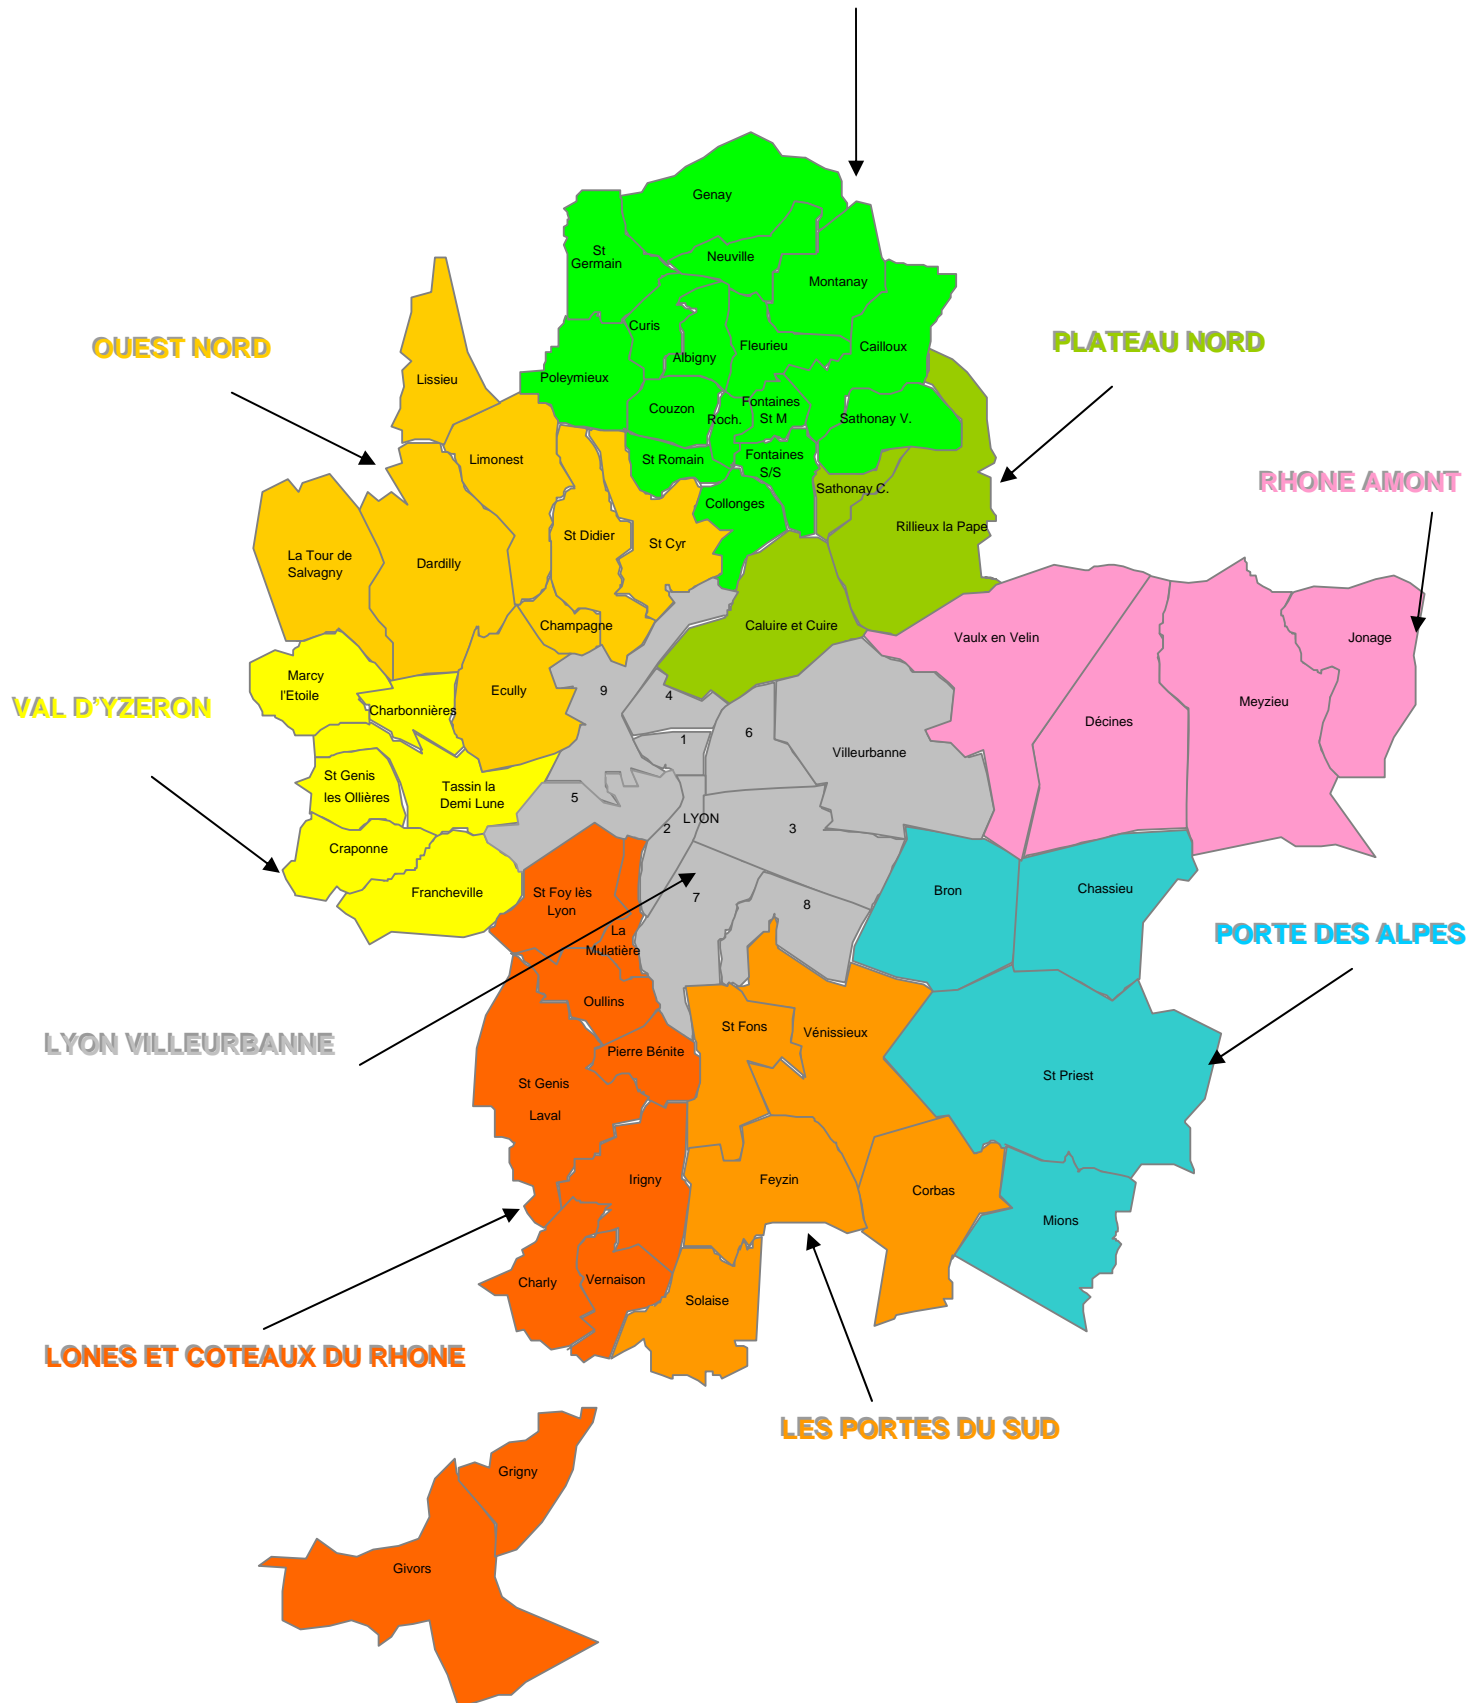 Genay
St
Germain
Neuville
Montanay
Curis
Albigny
Fleurieu
Cailloux
OUEST NORD
PLATEAU NORD
Lissieu
Poleymieux
Couzon
Roch.
Fontaines
St M
Sathonay V.
Limonest
St Romain
Fontaines
S/S
Sathonay C.
Collonges
RHONE AMONT
Rillieux la Pape
La Tour de
Salvagny
Dardilly
St Didier
St Cyr
Champagne
Caluire et Cuire
Vaulx en Velin
Jonage
Marcy
l'Etoile
Charbonnières
Ecully
9
4
Décines
Meyzieu
VAL D'YZERON
1
6
Villeurbanne
St Genis
les Ollières
Tassin la
Demi Lune
5
2
LYON
3
Craponne
Francheville
St Foy lès
Lyon
7
8
Bron
Chassieu
La
Mulatière
PORTE DES ALPES
Oullins
LYON VILLEURBANNE
St Fons
Vénissieux
Pierre Bénite
St Genis
Laval
St Priest
Irigny
Feyzin
Corbas
Mions
Charly
Vernaison
Solaise
LONES ET COTEAUX DU RHONE
LES PORTES DU SUD
Grigny
Givors